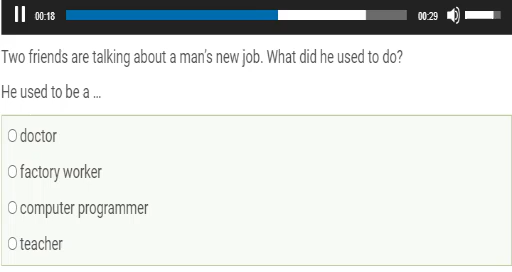 00:18 00:29
Two friends are talking about a man's new job. What did he used to do?
He used to be a ...
doctor
factory worker
computer programmer
teacher